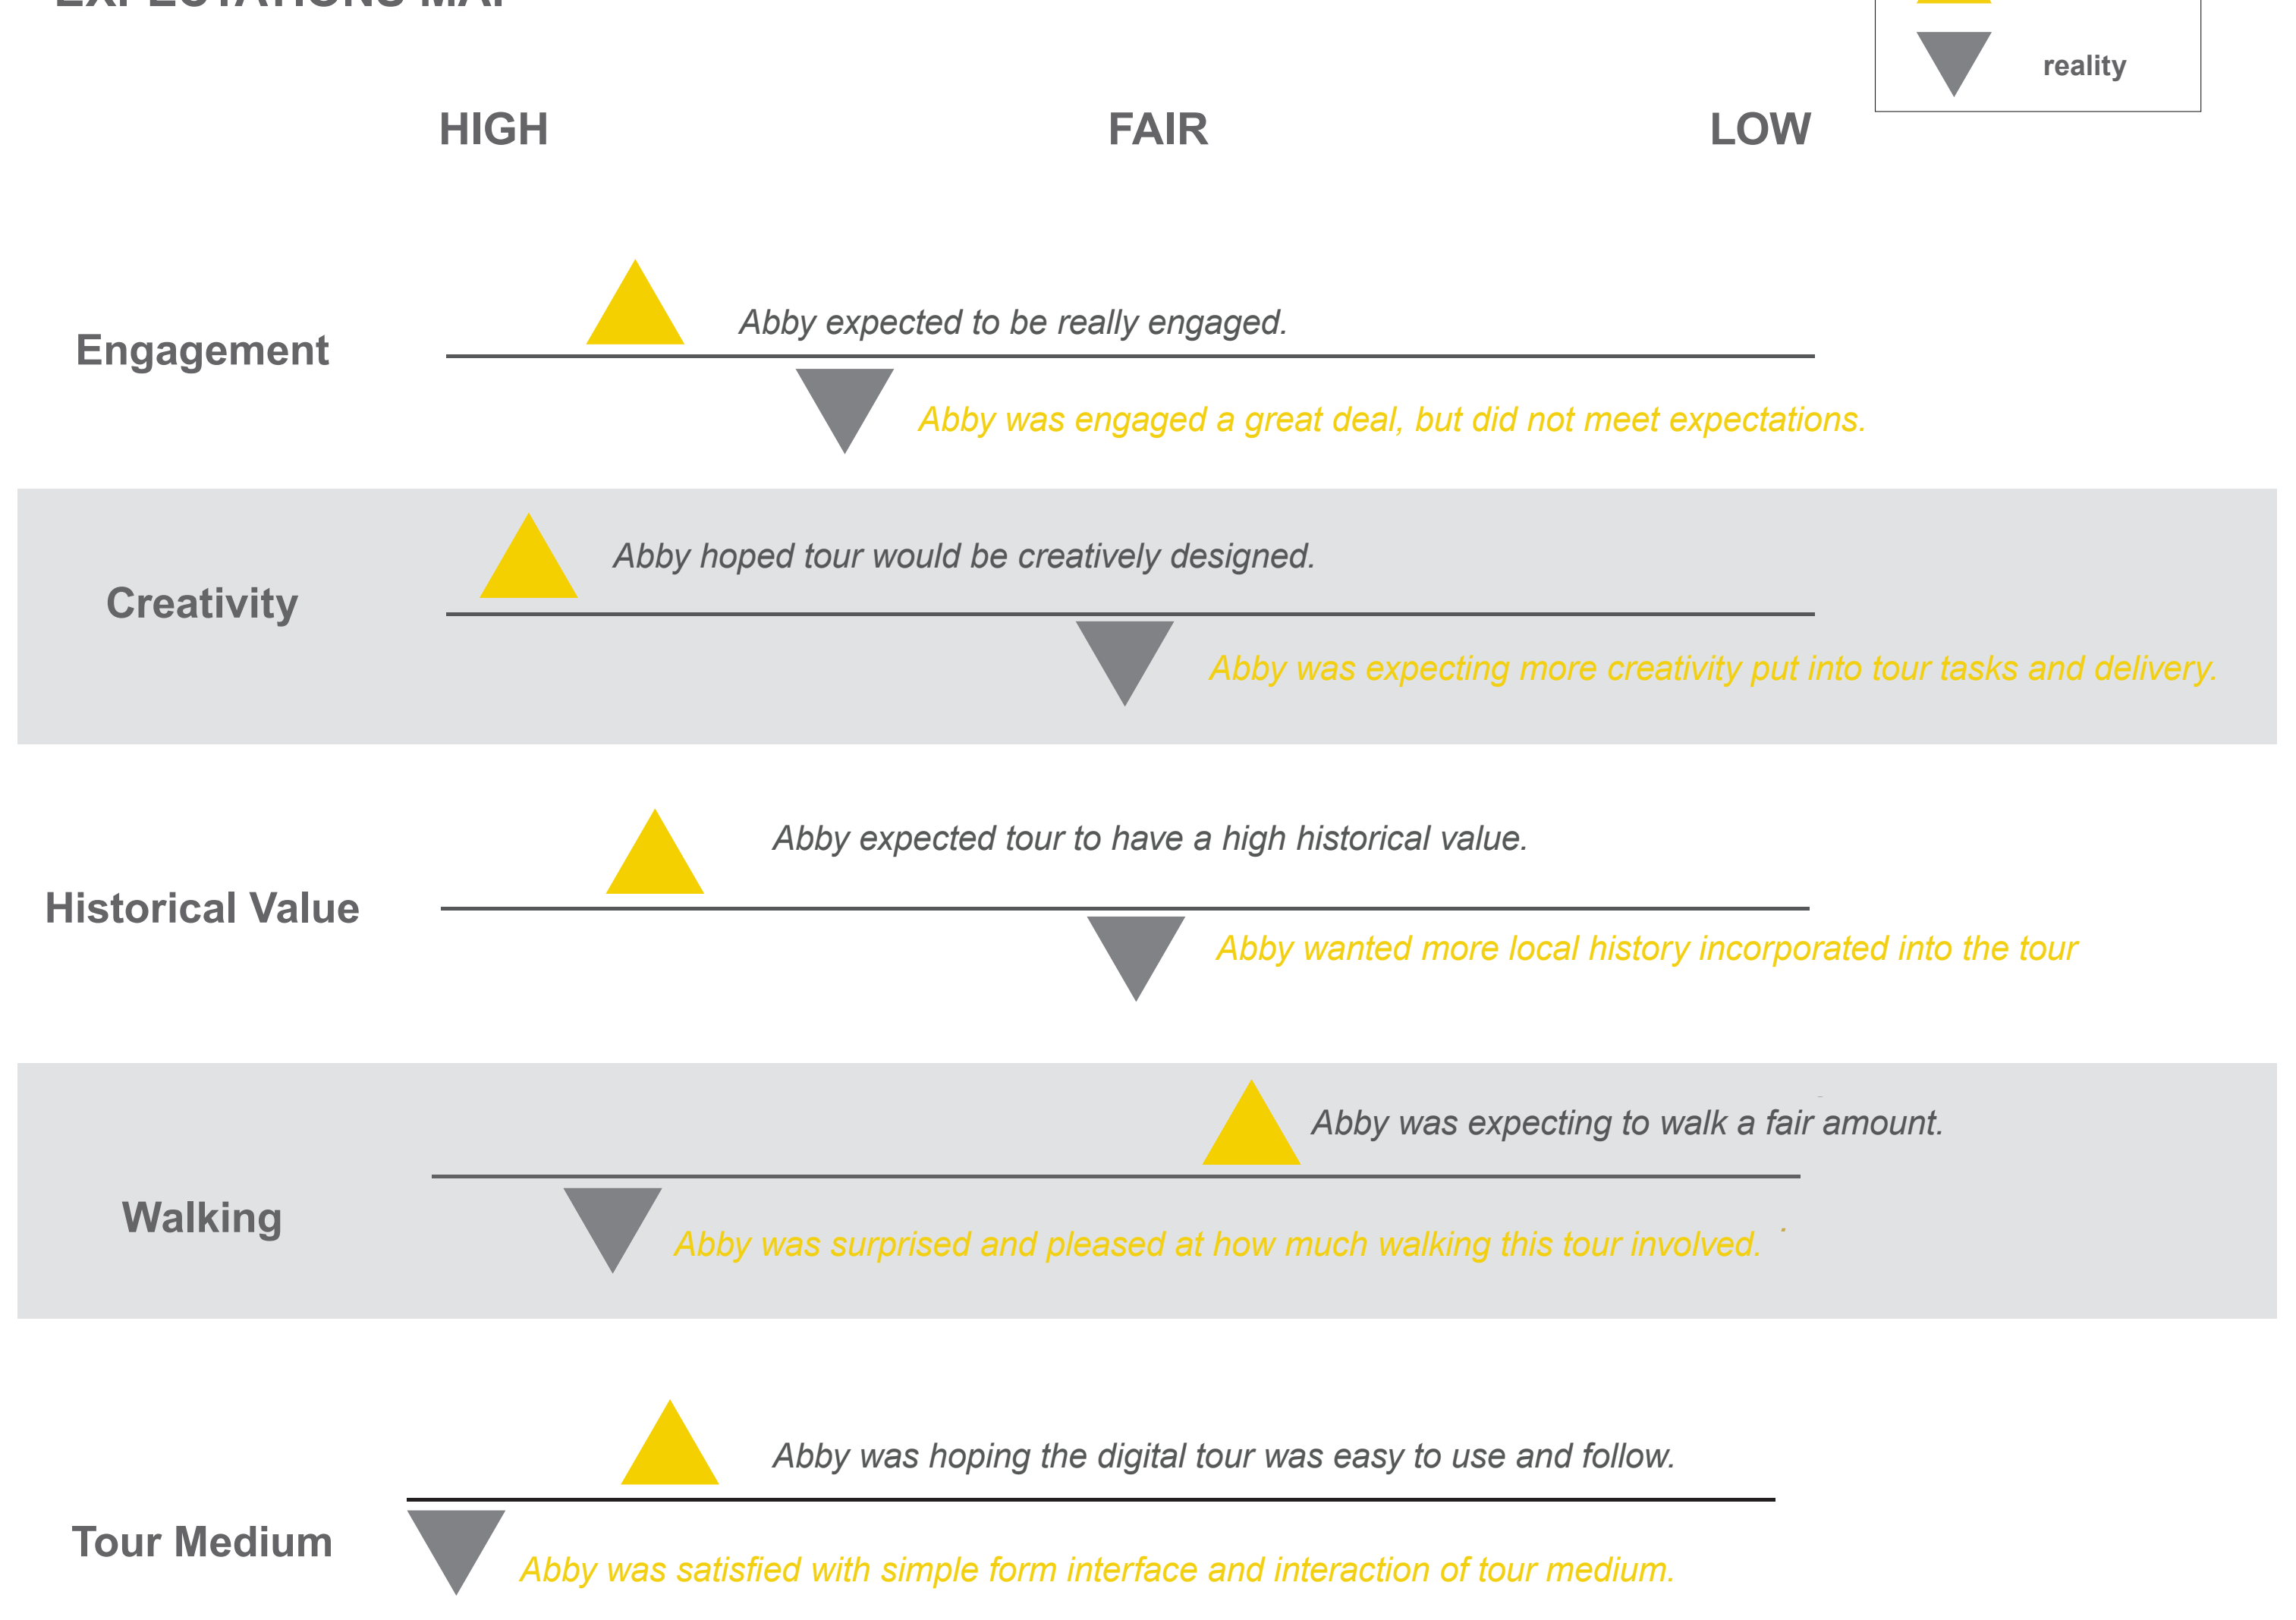 EXPECTATIONS MAP
reality
HIGH
FAIR
LOW
Engagement
Abby expected to be really engaged.
Abby was engaged a great deal, but did not meet expectations.
Creativity
Abby hoped tour would be creatively designed.
Abby was expecting more creativity put into tour tasks and delivery.
Historical Value
Abby expected tour to have a high historical value.
Abby wanted more local history incorporated into the tour
Walking
Abby was expecting to walk a fair amount.
Abby was surprised and pleased at how much walking this tour involved.
Tour Medium
Abby was hoping the digital tour was easy to use and follow.
Abby was satisfied with simple form interface and interaction of tour medium.